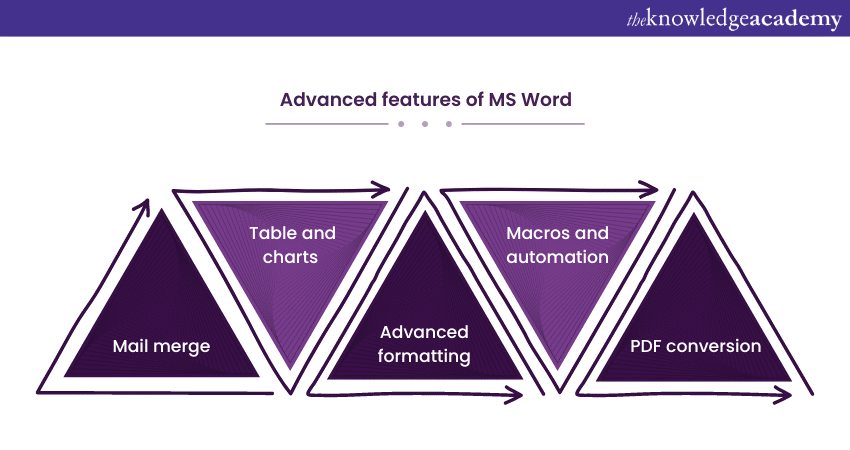 theknowledgeacademy
Advanced features of MS Word
Mail merge
Table and
charts
Advanced
formatting
Macros and
automation
PDF conversion